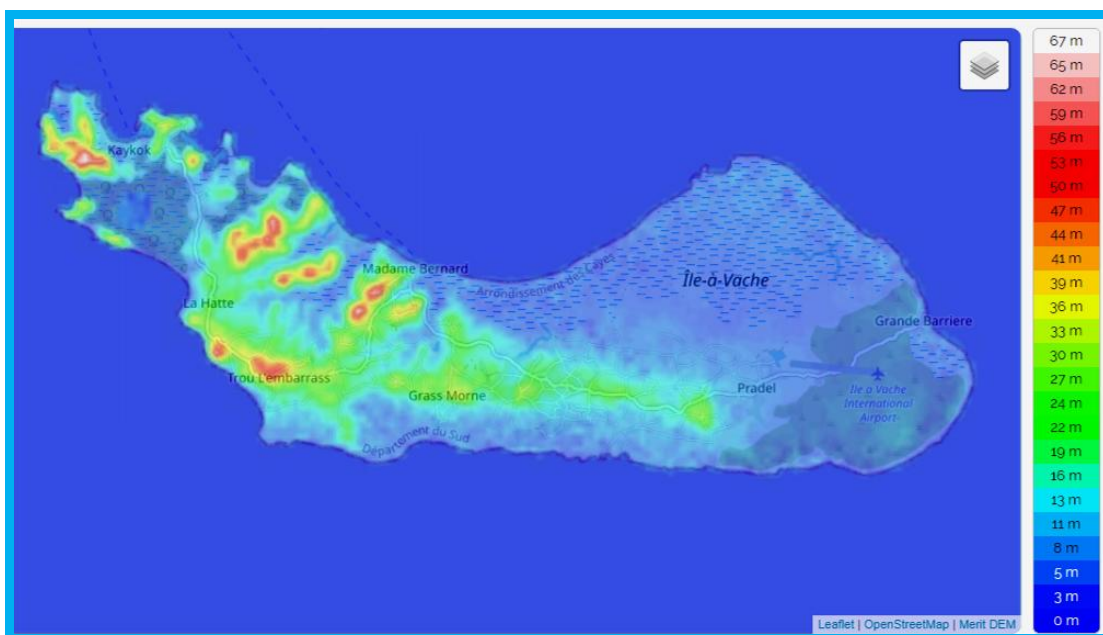 Kaykok
La Hatte
Trou L'embarrass
Madame Bernard
Arrondissement des Cayes
Île-à-Vache
Grande Barriere
Pradel
Ile a Vache
International
Airport
Grass Morne
Département du Sud
67 m
65 m
62 m
59 m
56 m
53 m
50 m
47 m
44 m
41 m
39 m
36 m
33 m
30 m
27 m
24 m
22 m
19 m
16 m
13 m
11 m
8 m
5 m
3 m
0 m
Leaflet | OpenStreetMap | Merit DEM